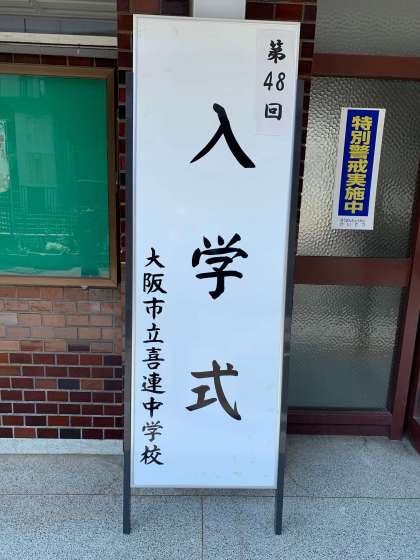 第48回
入学式
大阪市立喜連中学校
特別警戒実施中